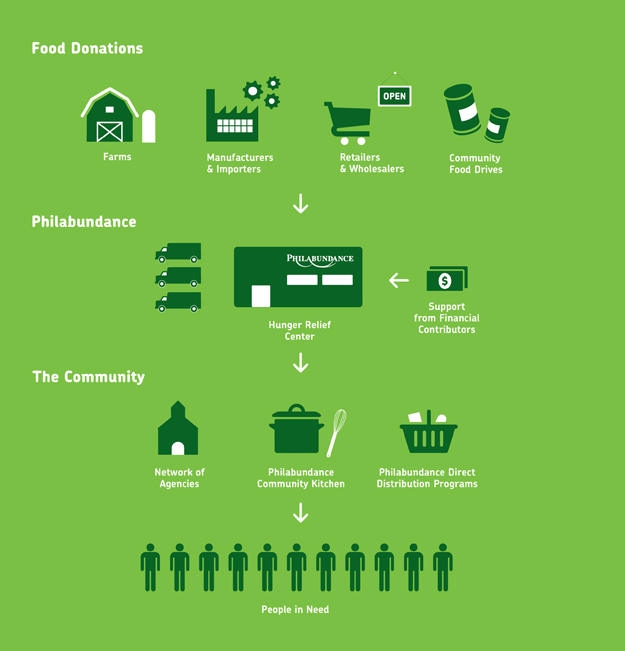 Food Donations
OPEN
Farms
Manufacturers
& Importers
Retailers
& Wholesalers
Community
Food Drives
Philabundance
PHILABUNDANCE
$
Hunger Relief
Center
Support
from Financial
Contributors
The Community
Network of
Agencies
Philabundance
Community Kitchen
Philabundance Direct
Distribution Programs
People in Need